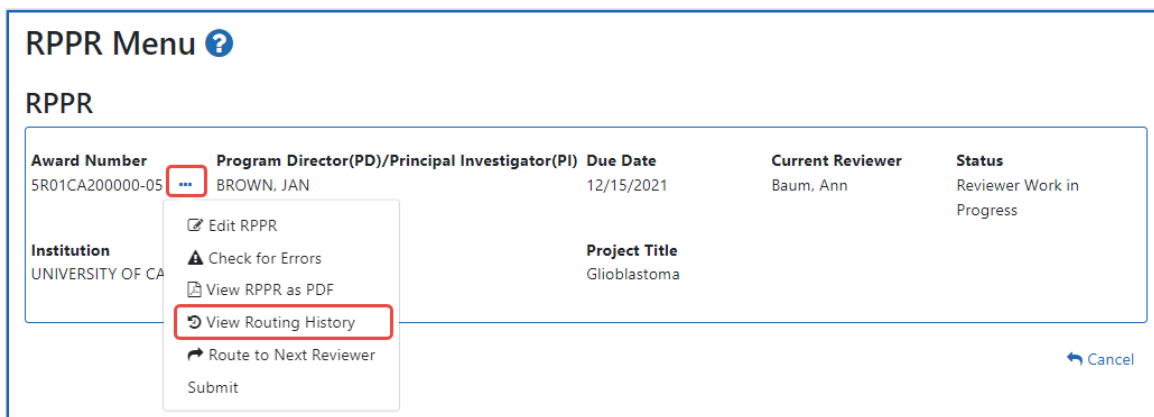 RPPR Menu ?
RPPR
Award Number Program Director(PD)/Principal Investigator(PI) Due Date Current Reviewer Status
5R01CA200000-05 ... BROWN, JAN 12/15/2021 Baum, Ann Reviewer Work in
Progress
Edit RPPR
Institution Project Title
Check for Errors
UNIVERSITY OF CA Glioblastoma
View RPPR as PDF
View Routing History
Route to Next Reviewer
Cancel
Submit